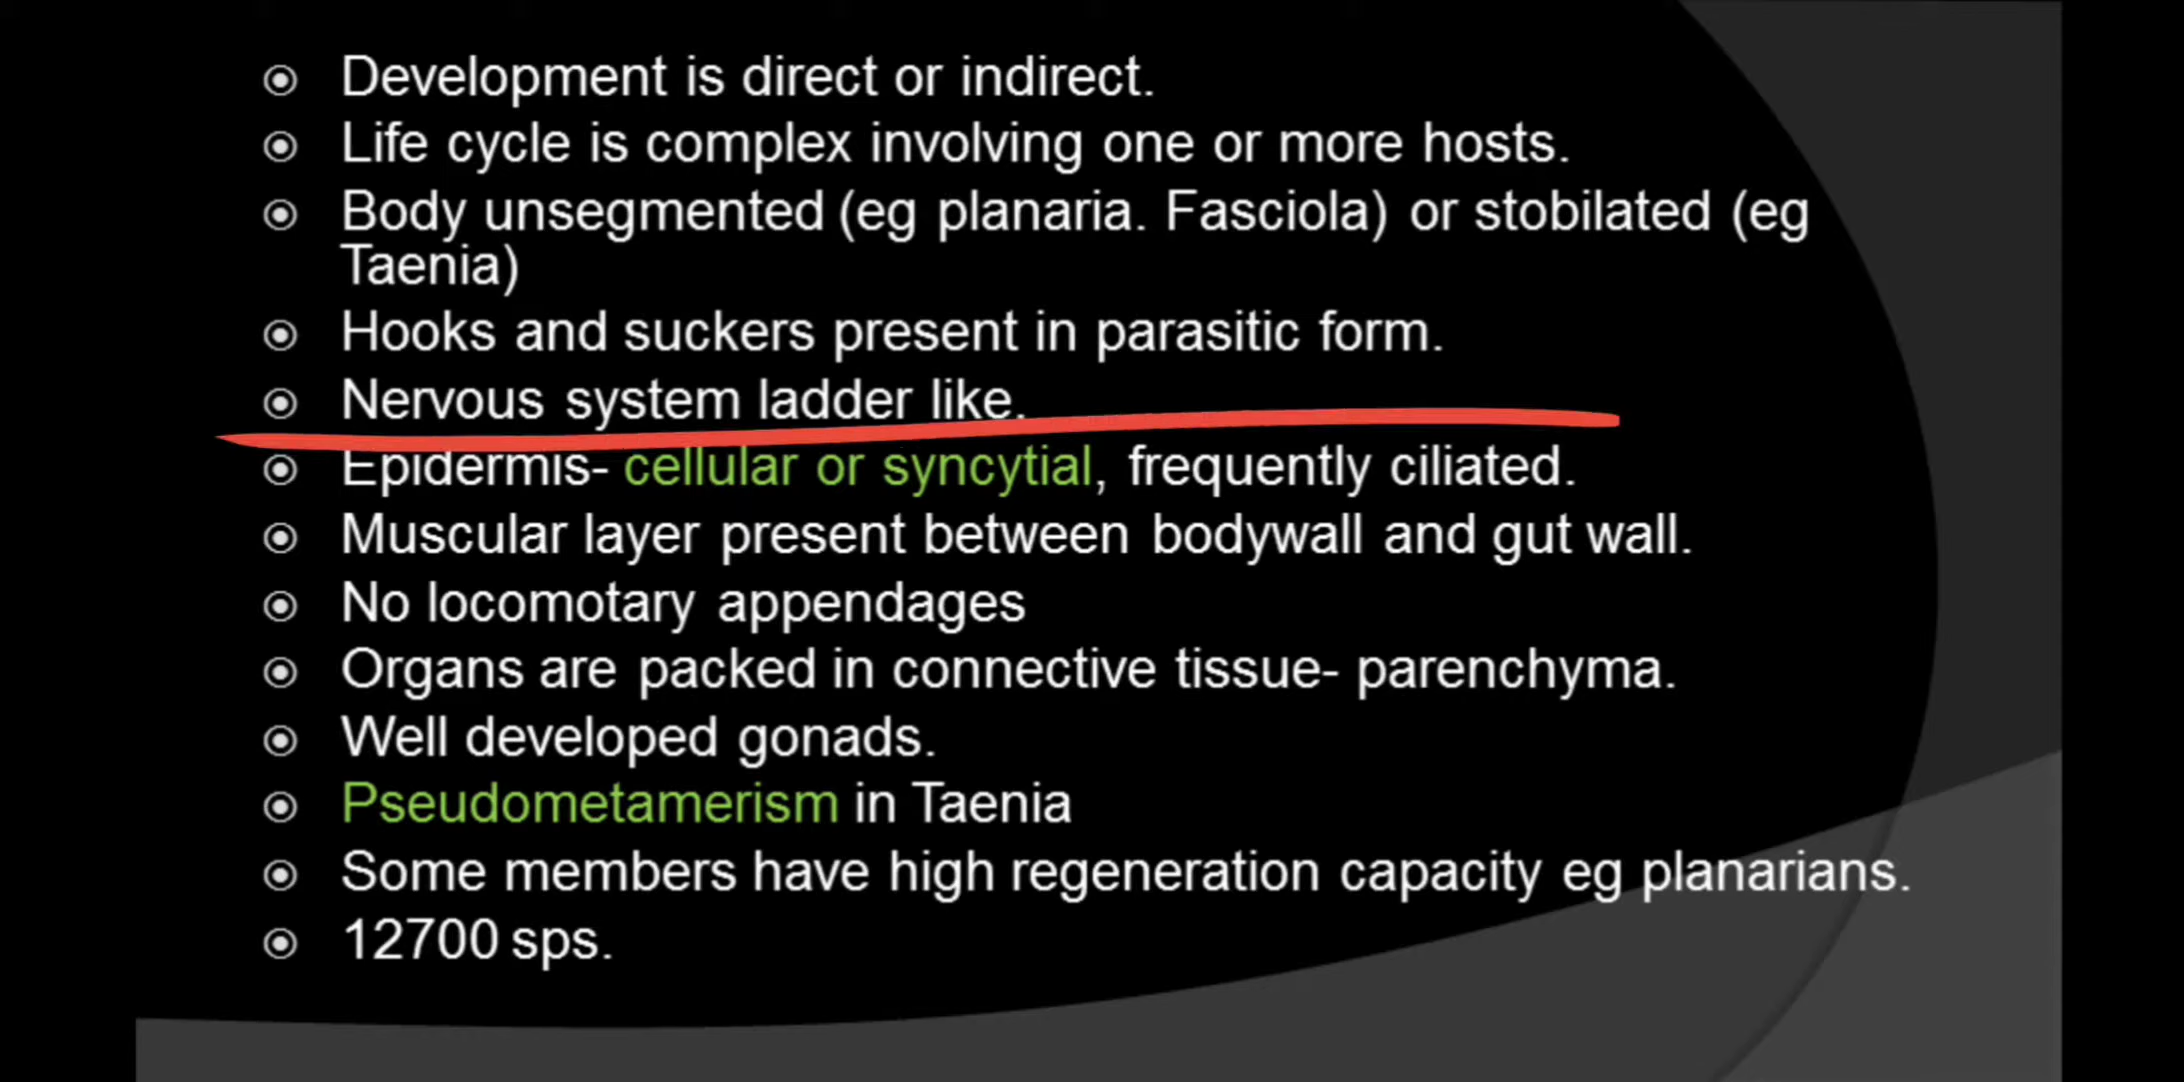 Development is direct or indirect.
Life cycle is complex involving one or more hosts.
Body unsegmented (eg planaria. Fasciola) or stobilated (eg
Taenia)
Hooks and suckers present in parasitic form.
Nervous system ladder like.
Epidermis- cellular or syncytial, frequently ciliated.
Muscular layer present between bodywall and gut wall.
No locomotary appendages
Organs are packed in connective tissue- parenchyma.
Well developed gonads.
Pseudometamerism in Taenia
Some members have high regeneration capacity eg planarians.
12700 sps.